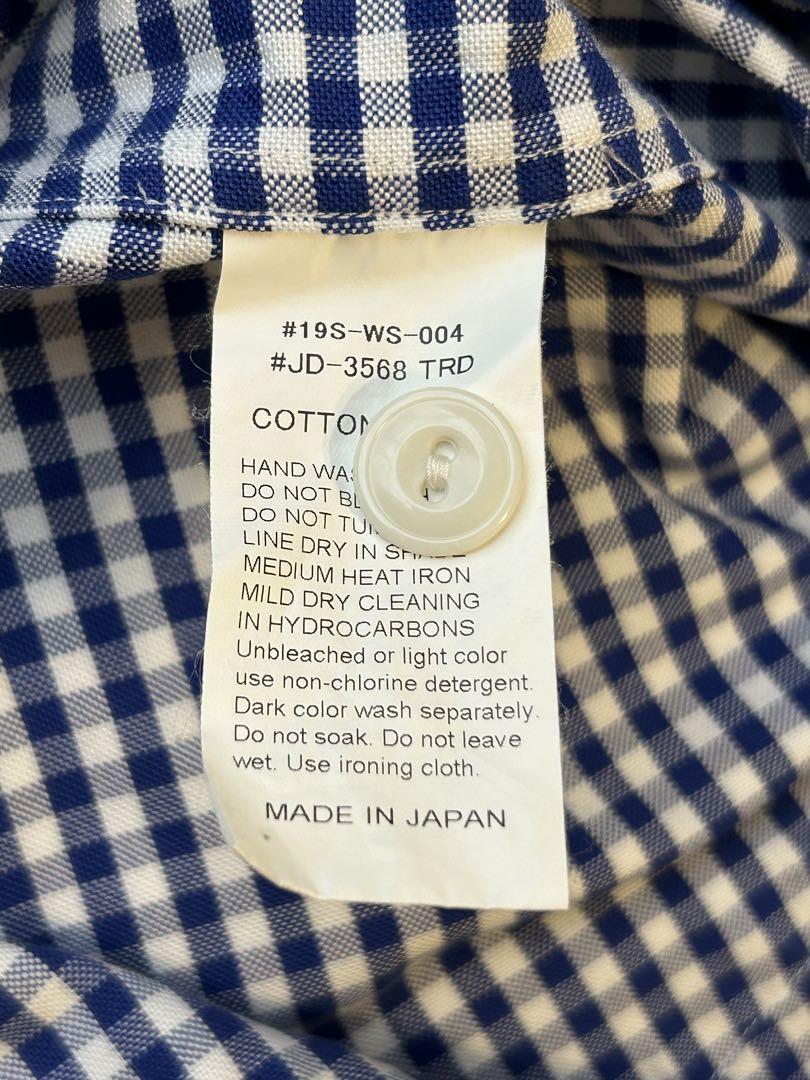 #19S-WS-004
#JD-3568 TRD
COTTON
HAND
DO NOT
DO NOT
LINE DRY IN SHADE
MEDIUM HEAT IRON
MILD DRY CLEANING
IN HYDROCARBONS
Unbleached or light color
use non-chlorine detergent.
Dark color wash separately.
Do not soak. Do not leave
wet. Use ironing cloth.
MADE IN JAPAN